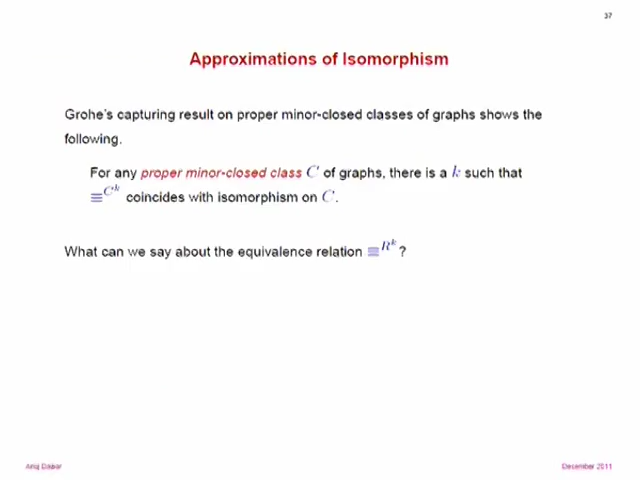 37
Approximations of Isomorphism
Grohe's capturing result on proper minor-closed classes of graphs shows the
following.
For any proper minor-closed class C of graphs, there is a k such that
≡^{C^k} coincides with isomorphism on C.
What can we say about the equivalence relation ≡^{R^k}?
Anuj Dawar
December 2011